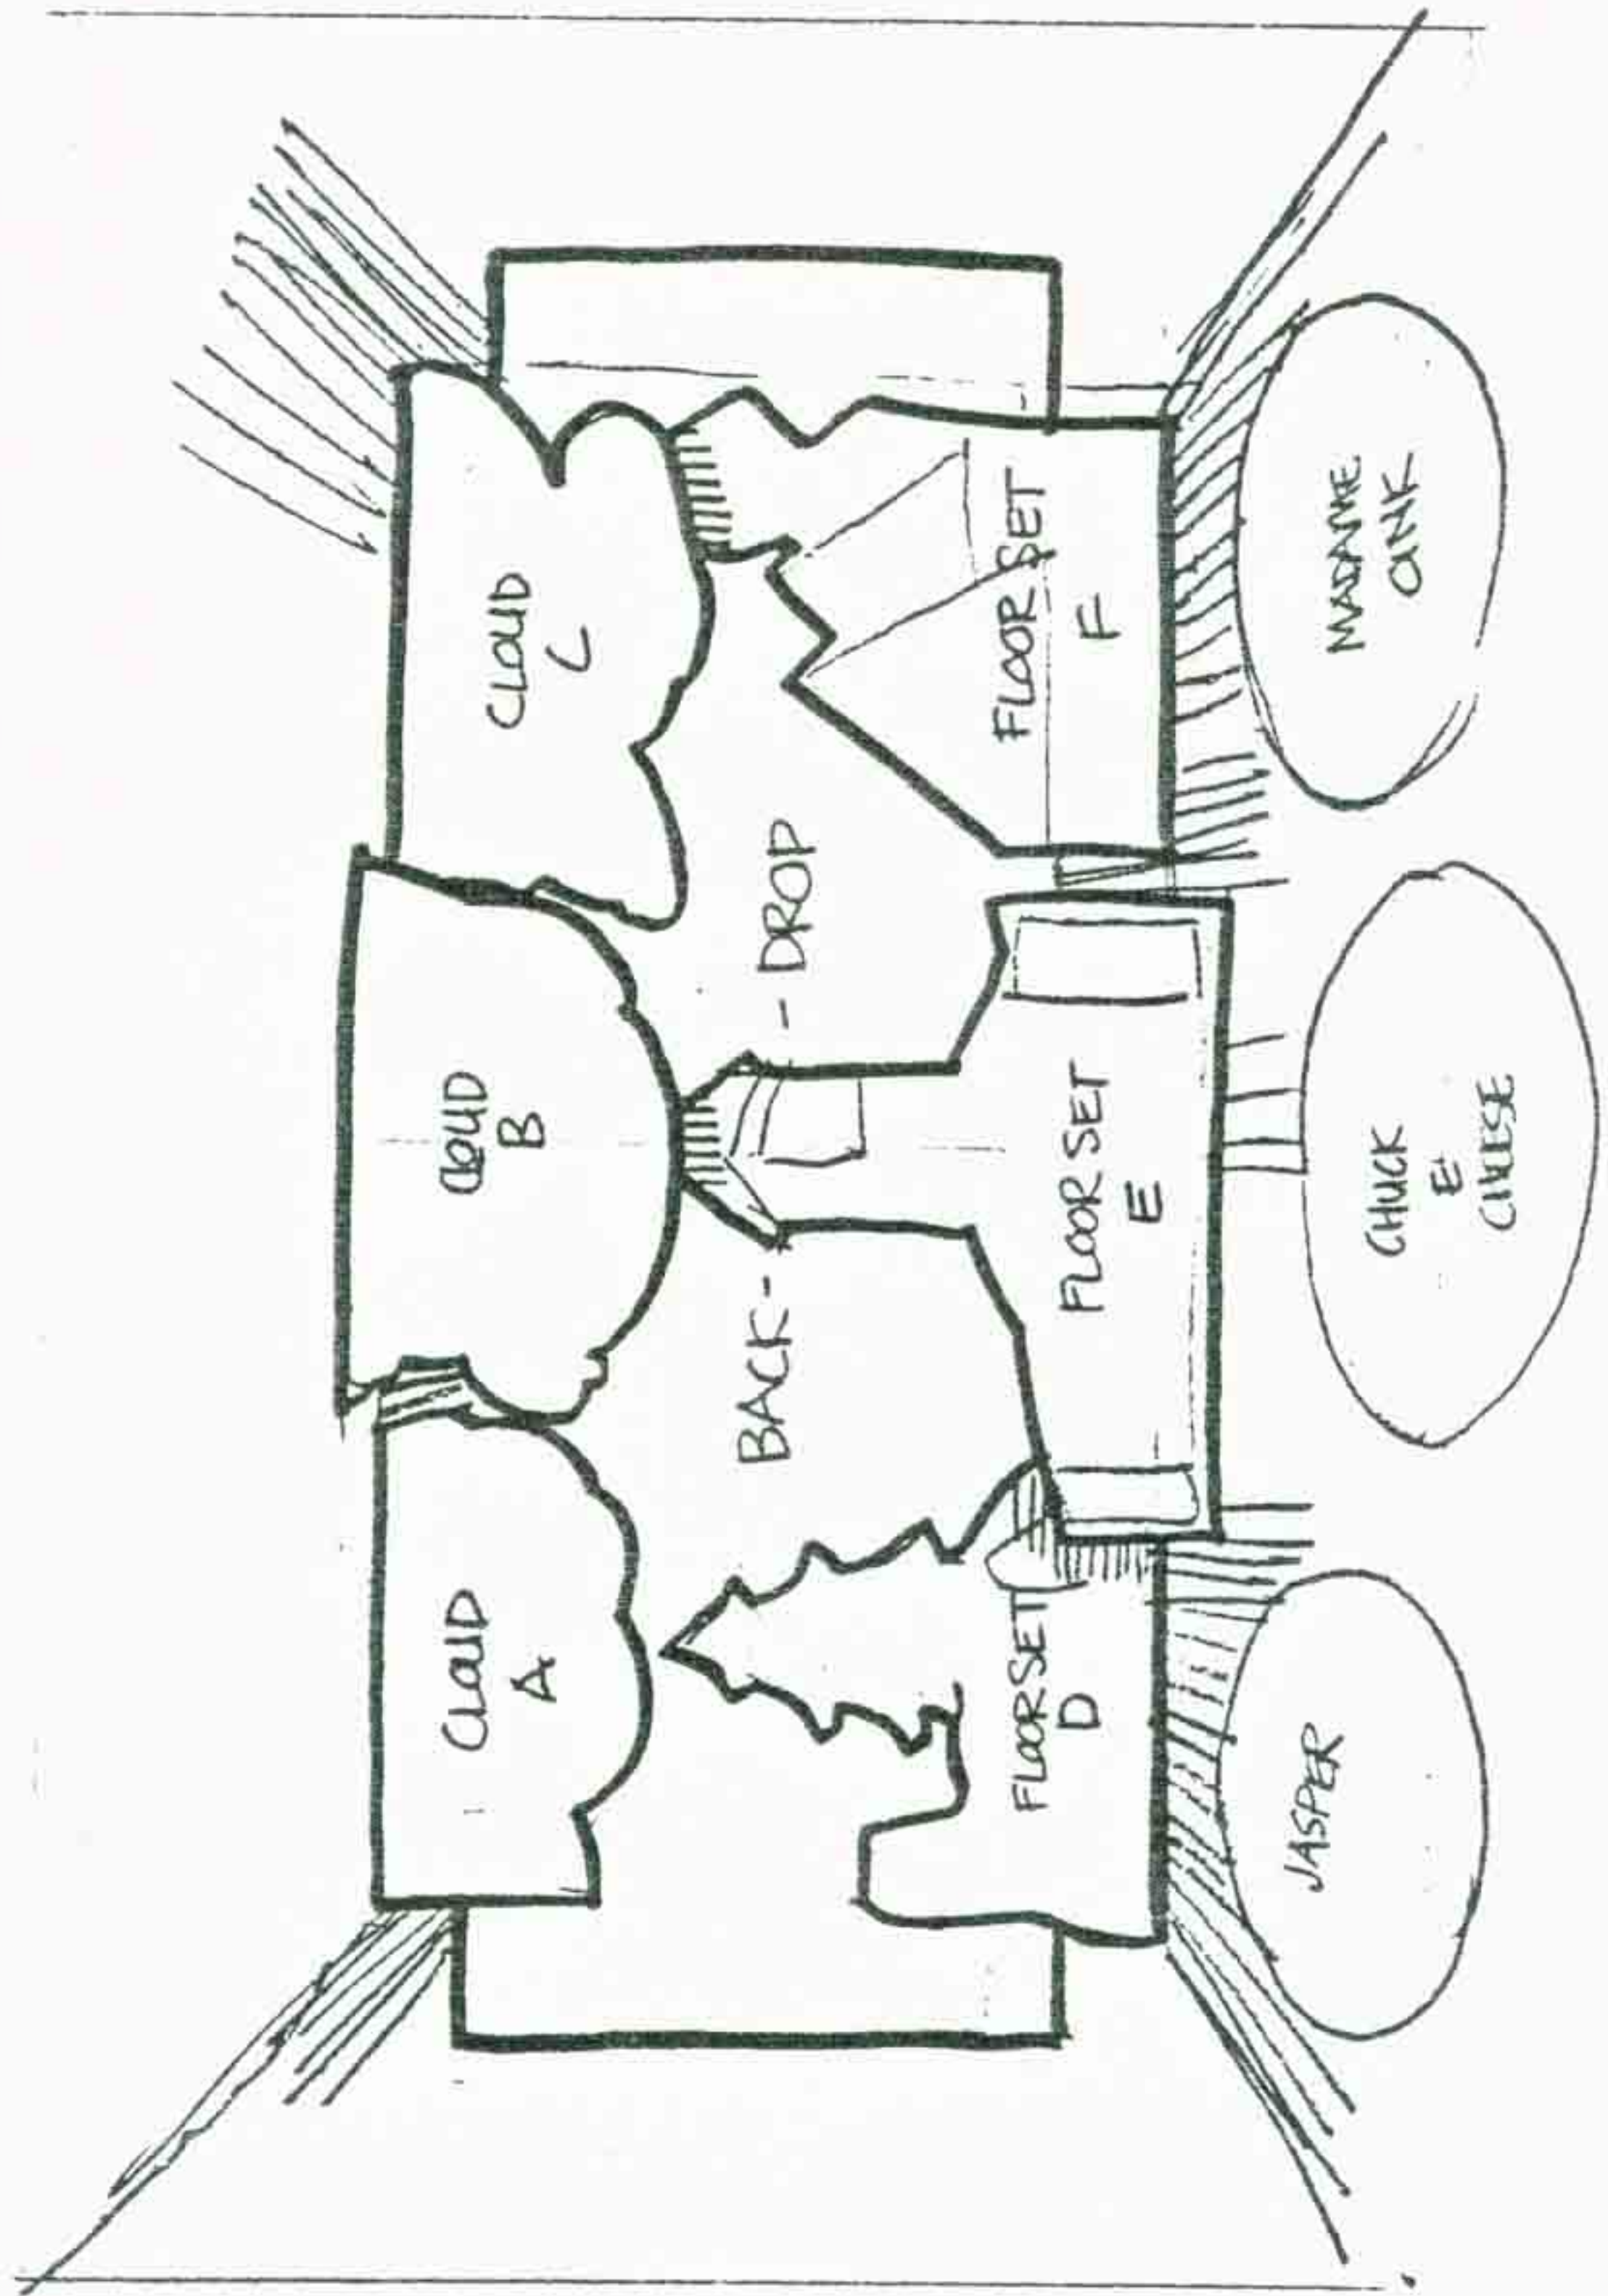 CLOUD
A
CLOUD
B
CLOUD
C
BACK - - DROP
FLOOR SET
D
FLOOR SET
E
FLOOR SET
F
JASPER
CHUCK
E
CHEESE
MADAME
OINK